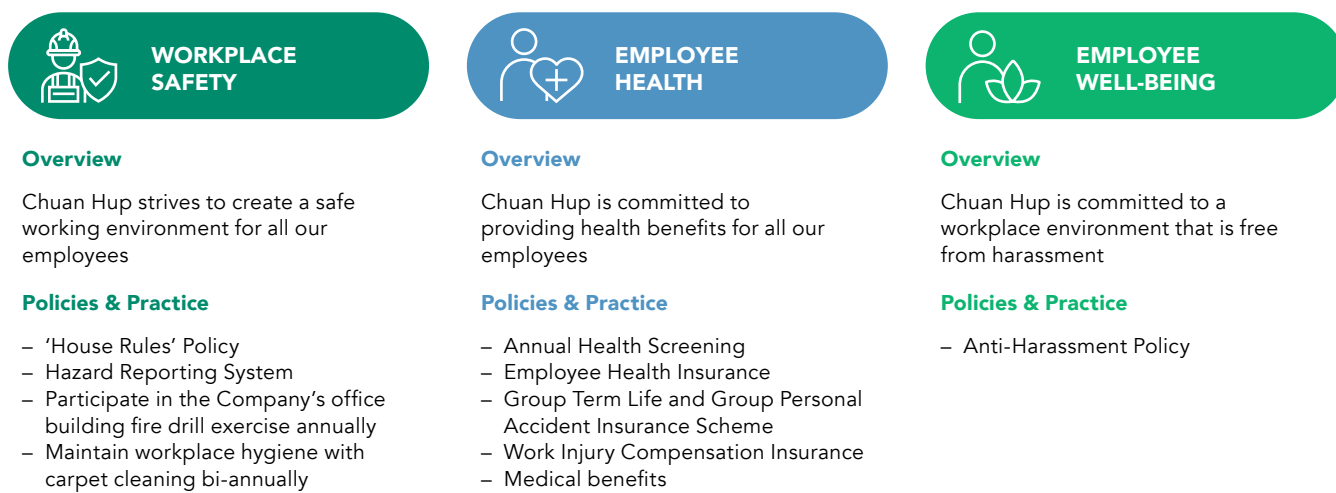 WORKPLACE
SAFETY
Overview
Chuan Hup strives to create a safe
working environment for all our
employees
Policies & Practice
– ‘House Rules’ Policy
– Hazard Reporting System
– Participate in the Company’s office
building fire drill exercise annually
– Maintain workplace hygiene with
carpet cleaning bi-annually
EMPLOYEE
HEALTH
Overview
Chuan Hup is committed to
providing health benefits for all our
employees
Policies & Practice
– Annual Health Screening
– Employee Health Insurance
– Group Term Life and Group Personal
Accident Insurance Scheme
– Work Injury Compensation Insurance
– Medical benefits
EMPLOYEE
WELL-BEING
Overview
Chuan Hup is committed to a
workplace environment that is free
from harassment
Policies & Practice
– Anti-Harassment Policy